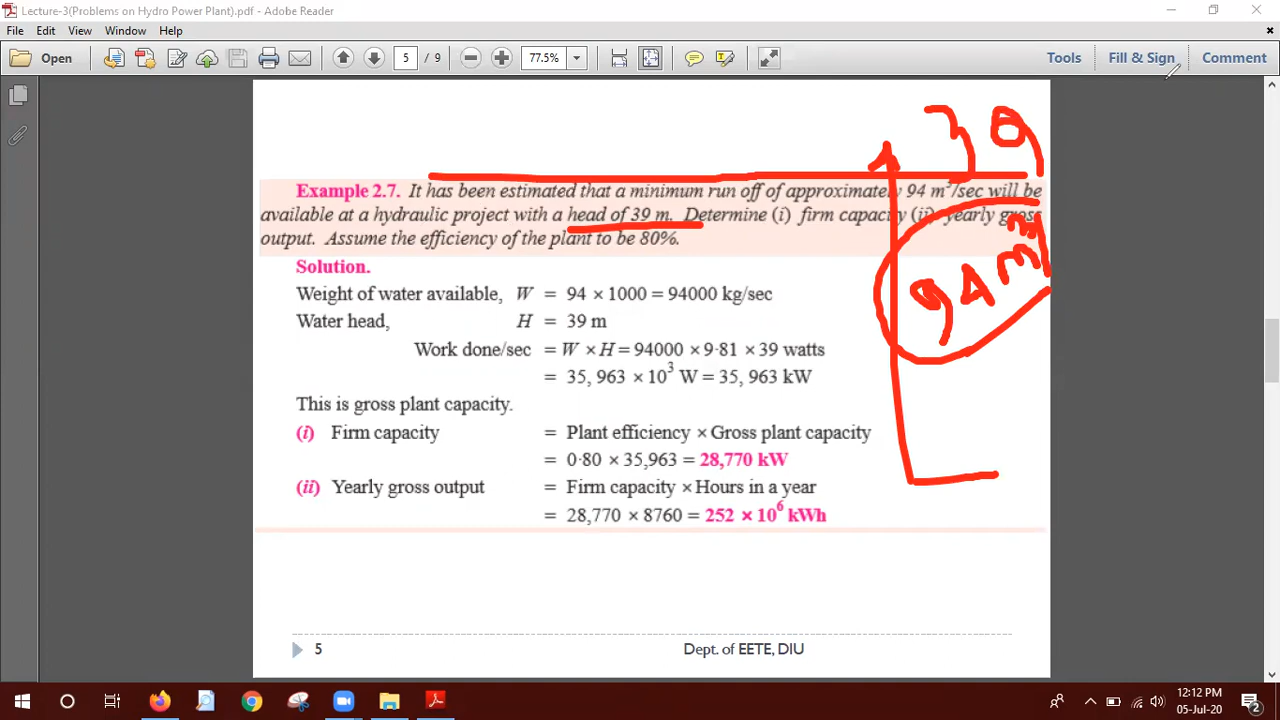 Lecture-3(Problems on Hydro Power Plant).pdf - Adobe Reader
File Edit View Window Help
Open 5 / 9 77.5% Tools Fill & Sign Comment
39
Example 2.7. It has been estimated that a minimum run off of approximately 94 m³/sec will be
available at a hydraulic project with a head of 39 m. Determine (i) firm capacity (ii) yearly gross
output. Assume the efficiency of the plant to be 80%.
94 m
Solution.
Weight of water available, W = 94 × 1000 = 94000 kg/sec
Water head, H = 39 m
Work done/sec = W × H = 94000 × 9·81 × 39 watts
= 35, 963 × 10³ W = 35, 963 kW
This is gross plant capacity.
(i) Firm capacity = Plant efficiency × Gross plant capacity
= 0·80 × 35,963 = 28,770 kW
(ii) Yearly gross output = Firm capacity × Hours in a year
= 28,770 × 8760 = 252 × 10⁶ kWh
5 Dept. of EETE, DIU
12:12 PM
05-Jul-20
2